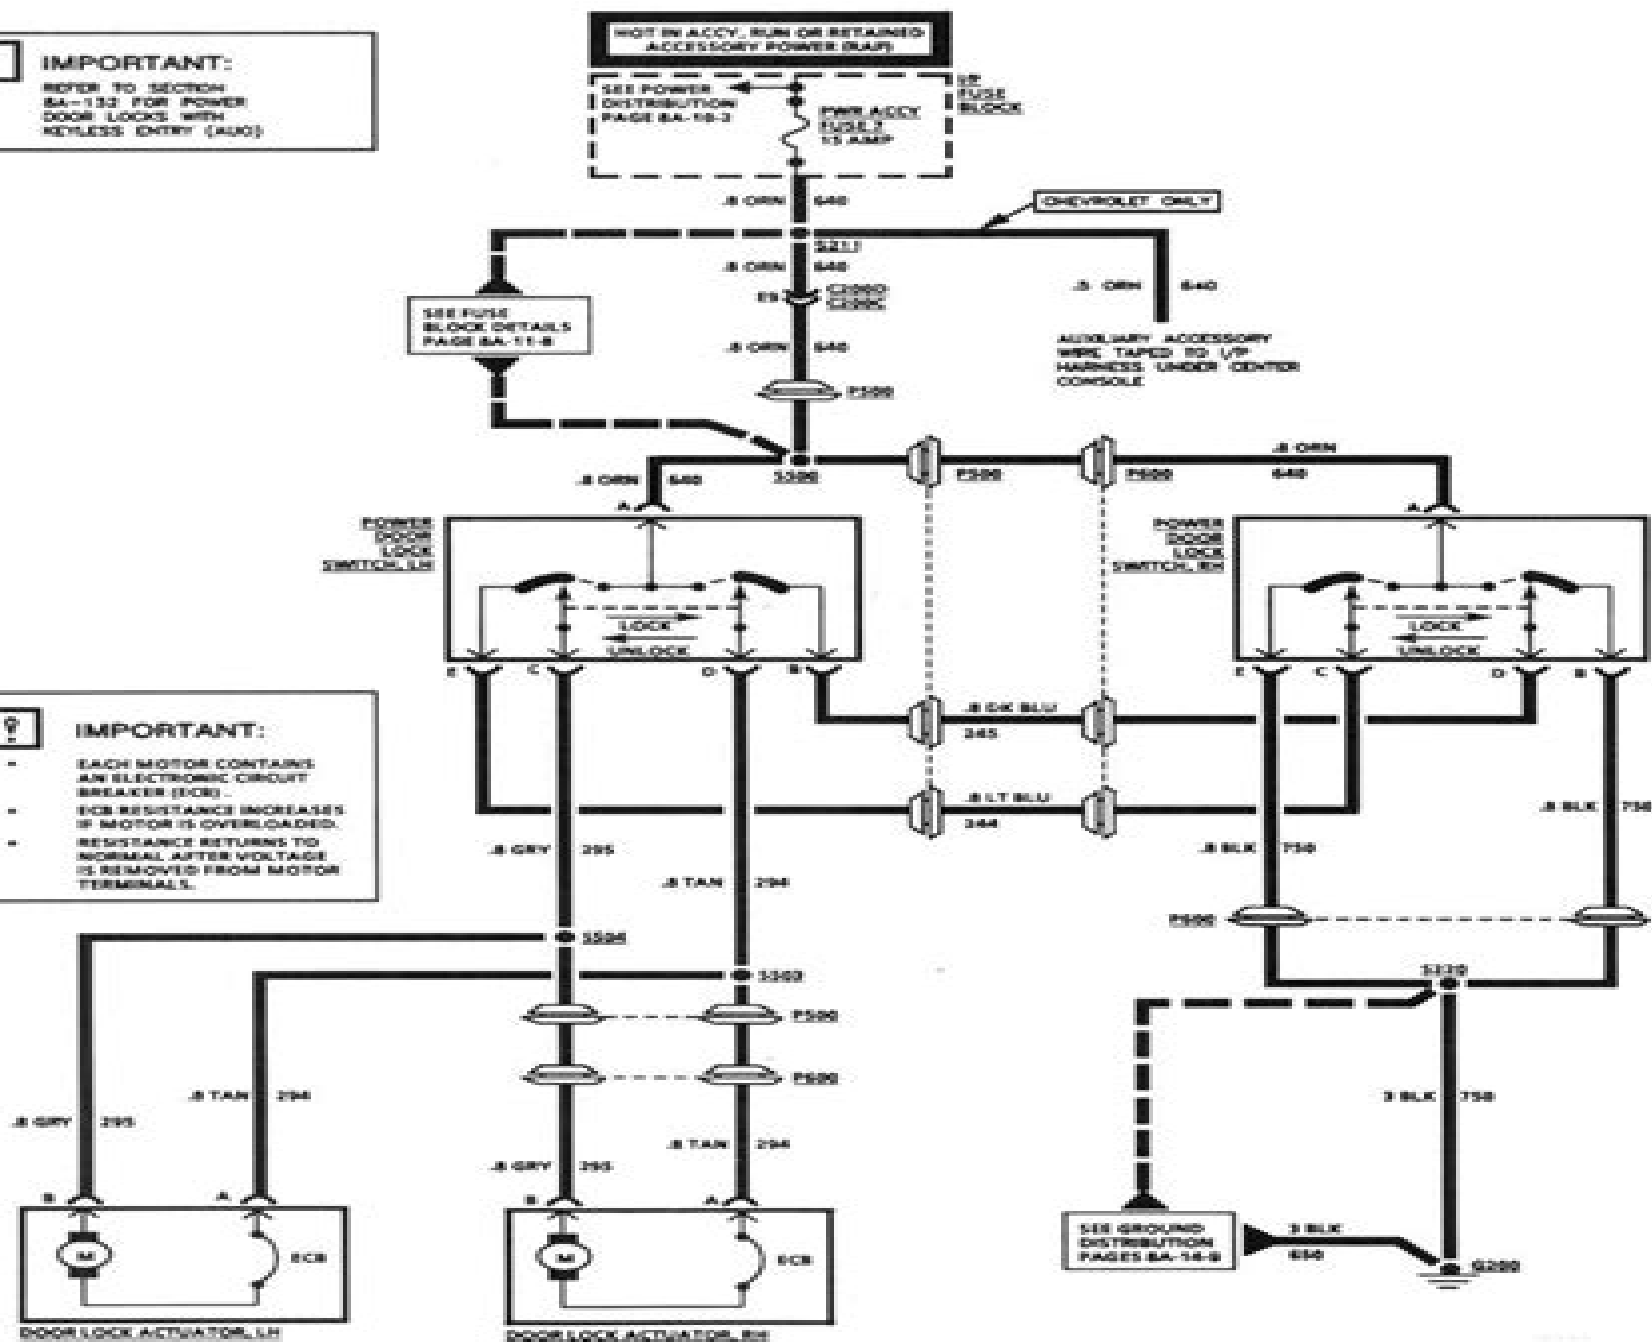 HOT IN ACCY, RUN OR RETAINED
ACCESSORY POWER (RAP)
IMPORTANT:
REFER TO SECTION
8A-132 FOR POWER
DOOR LOCKS WITH
KEYLESS ENTRY (AUO)
SEE POWER
DISTRIBUTION
PAGE 8A-10-2
PWR ACCY
FUSE 7
15 AMP
I/P
FUSE
BLOCK
.8 ORN 640
CHEVROLET ONLY
S211
.8 ORN 640
E9
C200D
C200C
.5 ORN 640
SEE FUSE
BLOCK DETAILS
PAGE 8A-11-8
.8 ORN 640
AUXILIARY ACCESSORY
WIRE TAPED TO I/P
HARNESS UNDER CENTER
CONSOLE
P500
.8 ORN 640
S500
P500
P600
.8 ORN
640
A
A
POWER
DOOR
LOCK
SWITCH, LH
LOCK
UNLOCK
POWER
DOOR
LOCK
SWITCH, RH
LOCK
UNLOCK
E C D B
E C D B
.8 DK BLU
245
.8 LT BLU
244
IMPORTANT:
- EACH MOTOR CONTAINS
AN ELECTRONIC CIRCUIT
BREAKER (ECB).
- ECB RESISTANCE INCREASES
IF MOTOR IS OVERLOADED.
- RESISTANCE RETURNS TO
NORMAL AFTER VOLTAGE
IS REMOVED FROM MOTOR
TERMINALS.
.8 GRY 295
.8 TAN 294
.8 BLK 750
.8 BLK 750
P600
S504
S503
S220
P500
P600
.8 GRY 295
.8 TAN 294
.8 GRY 295
.8 TAN 294
3 BLK 750
B A
B A
M
ECB
M
ECB
DOOR LOCK ACTUATOR, LH
DOOR LOCK ACTUATOR, RH
SEE GROUND
DISTRIBUTION
PAGES 8A-14-9
3 BLK
650
G200